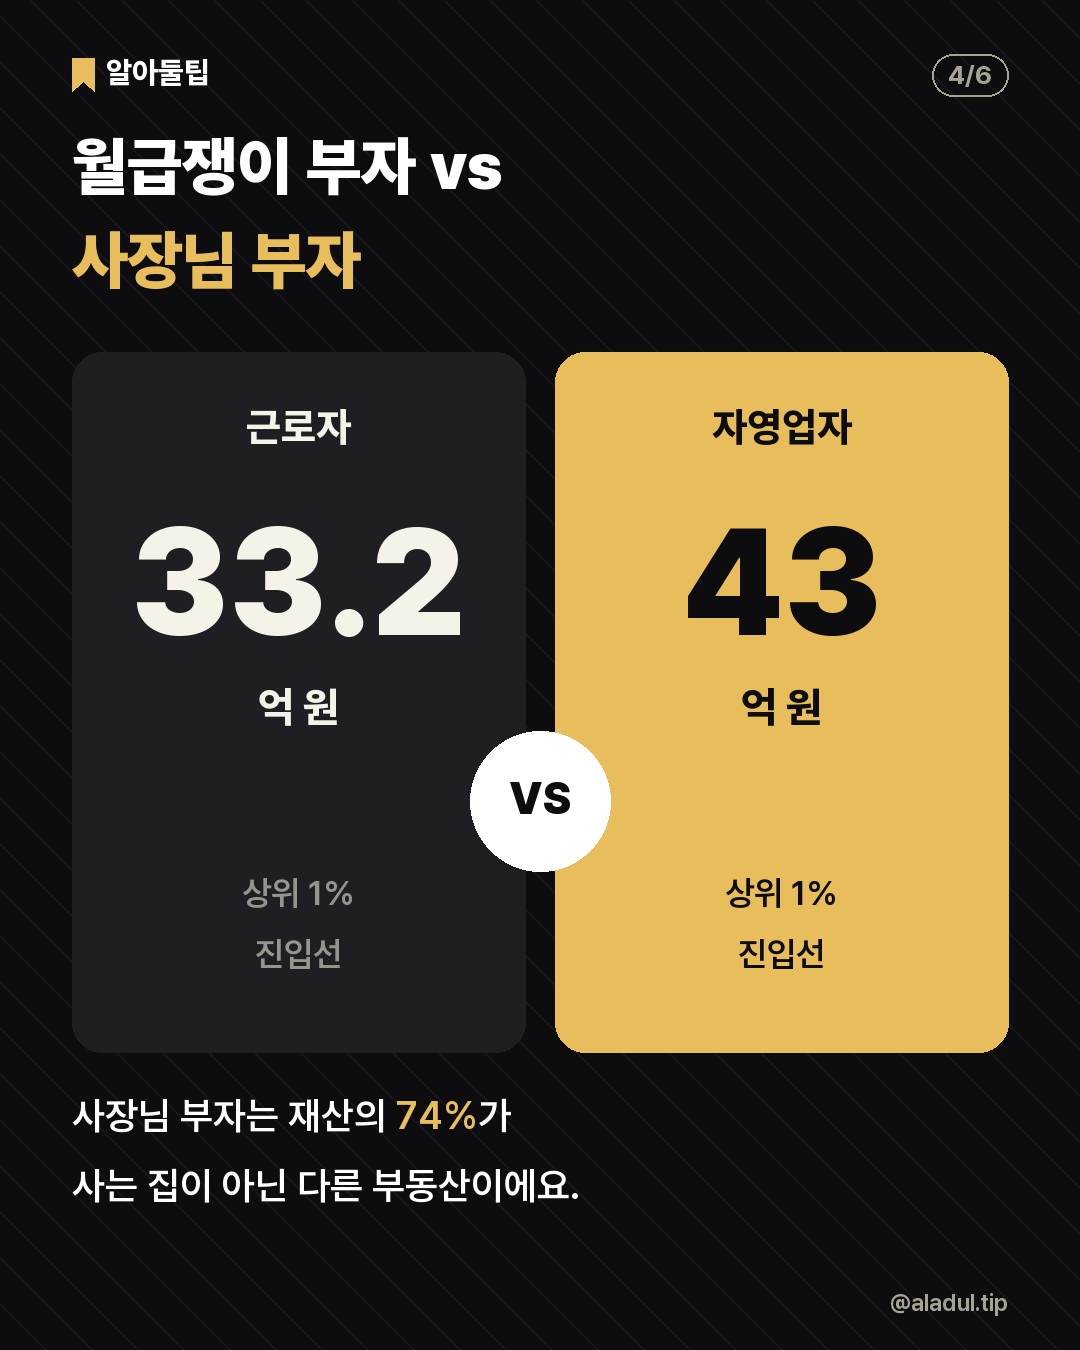 알아둘팁
4/6
월급쟁이 부자 vs
사장님 부자
근로자
33.2
억 원
상위 1%
진입선
vs
자영업자
43
억 원
상위 1%
진입선
사장님 부자는 재산의 74%가
사는 집이 아닌 다른 부동산이에요.
@aladul.tip